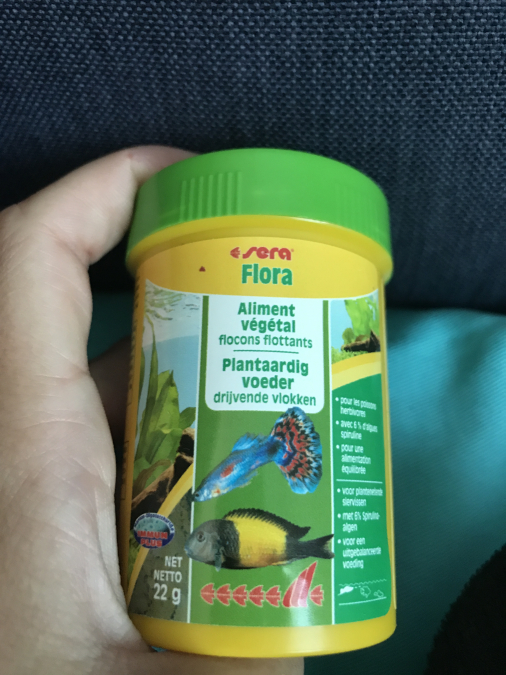 sera®
Flora
Aliment
végétal
flocons flottants
Plantaardig
voeder
drijvende vlokken
• pour les poissons
herbivores
• avec 6 % d'algues
spiruline
• pour une
alimentation
équilibrée
• voor plantenetende
siervissen
• met 6% Spirulina-
algen
• voor een
uitgebalanceerde
voeding
PLUS
NET
NETTO
22 g